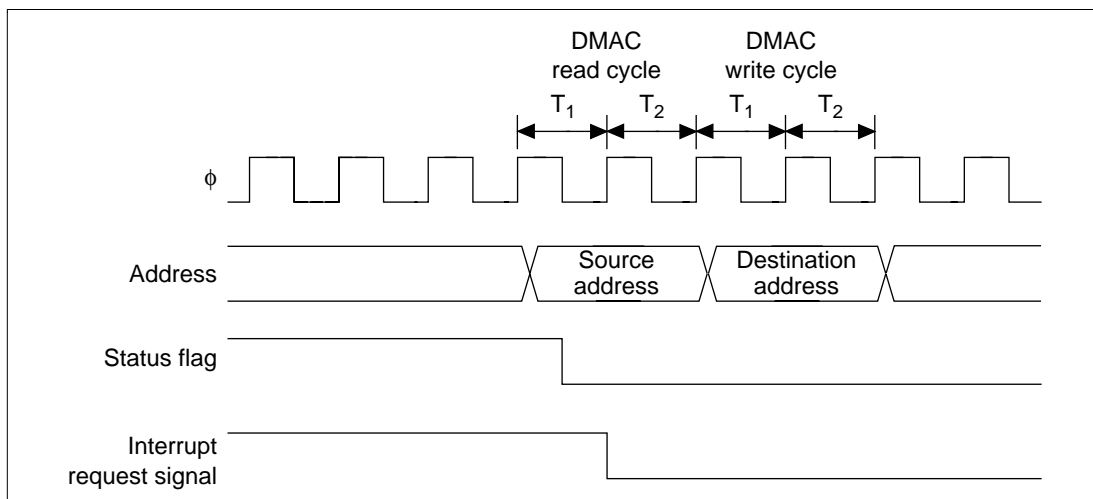 DMAC
read cycle
DMAC
write cycle
T1
T2
T1
T2
ϕ
Address
Source
address
Destination
address
Status flag
Interrupt
request signal